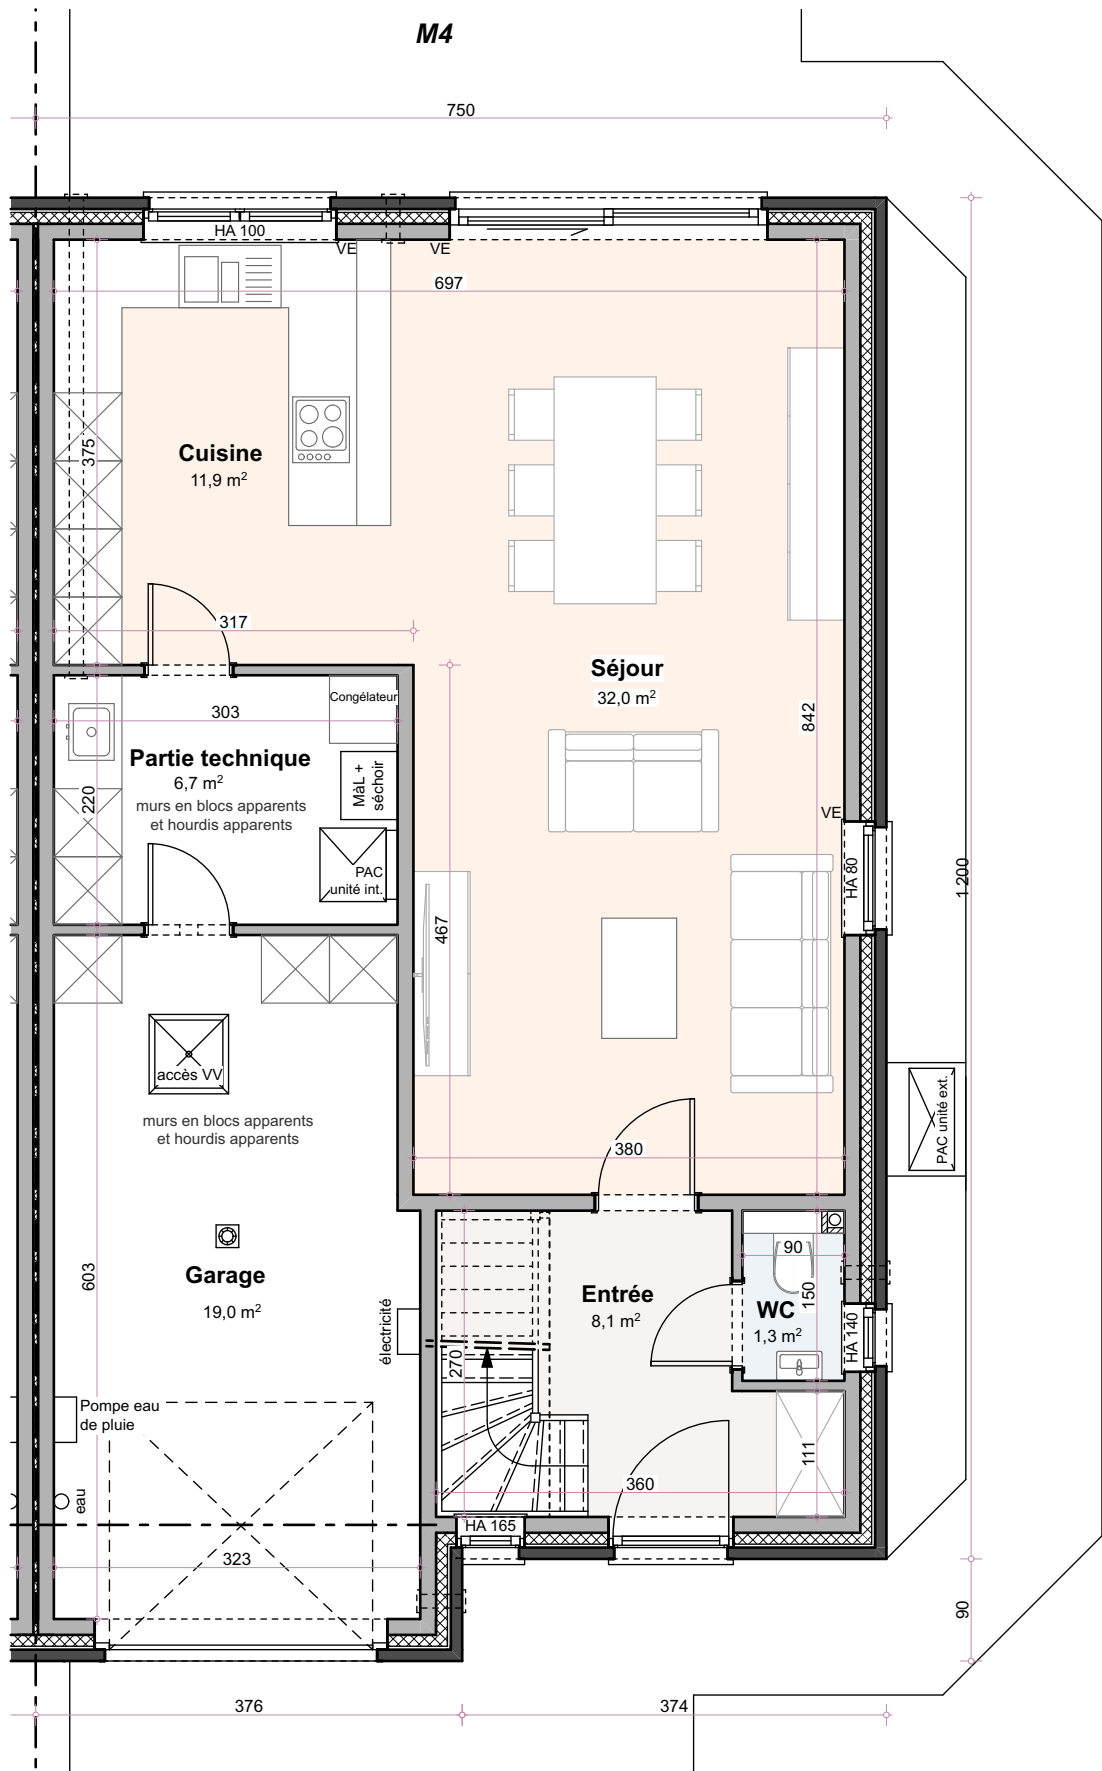 M4
750
HA 100
VE
VE
697
Cuisine
11,9 m²
375
317
Séjour
32,0 m²
842
Congélateur
303
Partie technique
6,7 m²
220
murs en blocs apparents
et hourdis apparents
MàL +
séchoir
PAC
unité int.
VE
HA 80
1 200
467
accès VV
murs en blocs apparents
et hourdis apparents
PAC unité ext.
380
Garage
19,0 m²
603
électricité
Entrée
8,1 m²
90
150
WC
1,3 m²
HA 140
270
Pompe eau
de pluie
eau
111
360
HA 165
323
90
376
374